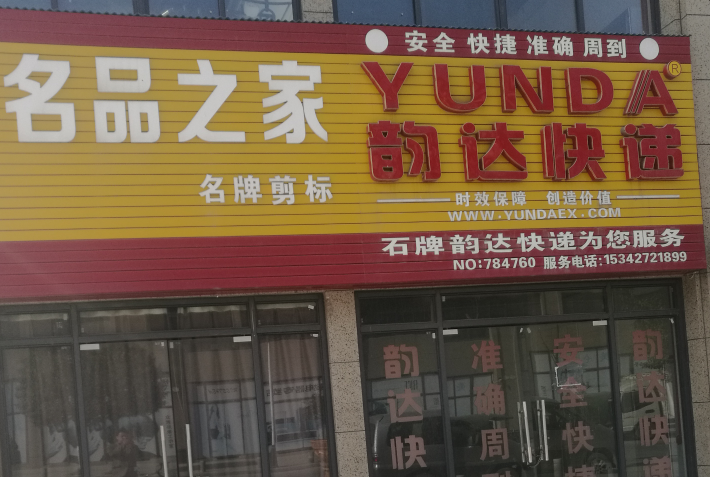 名品之家
名牌剪标
安全 快捷 准确 周到
YUNDA®
韵达快递
时效保障 创造价值
WWW.YUNDAEX.COM
石牌韵达快递为您服务
NO:784760 服务电话:15342721899
韵达快
准确周
安全快捷
韵达快递